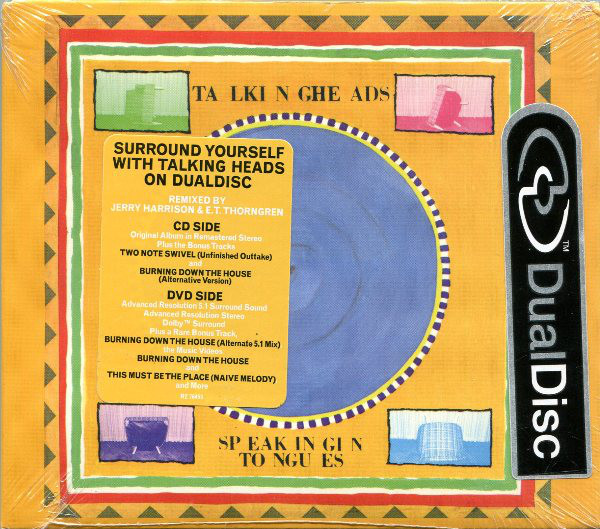 TA LKI N GHE ADS
SURROUND YOURSELF
WITH TALKING HEADS
ON DUALDISC
REMIXED BY
JERRY HARRISON & E.T. THORNGREN
CD SIDE
Original Album in Remastered Stereo
Plus the Bonus Tracks
TWO NOTE SWIVEL (Unfinished Outtake)
and
BURNING DOWN THE HOUSE
(Alternative Version)
DVD SIDE
Advanced Resolution 5.1 Surround Sound
Advanced Resolution Stereo
Dolby™ Surround
Plus a Rare Bonus Track
BURNING DOWN THE HOUSE (Alternate 5.1 Mix)
the Music Videos
BURNING DOWN THE HOUSE
and
THIS MUST BE THE PLACE (NAIVE MELODY)
and More
SP EAK IN GI N
TO NGU ES
DualDisc™